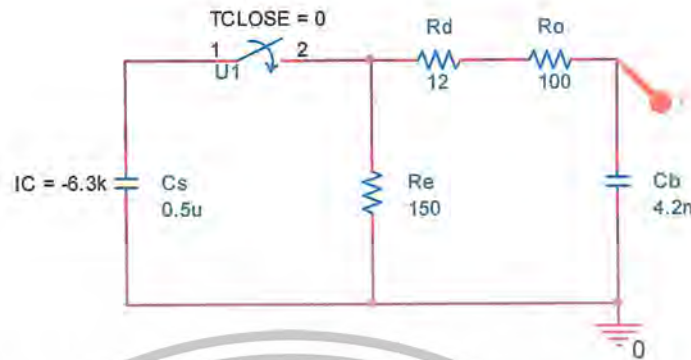 TCLOSE = 0
1
2
U1
Rd
12
Ro
100
IC = -6.3k
Cs
0.5u
Re
150
Cb
4.2n
0